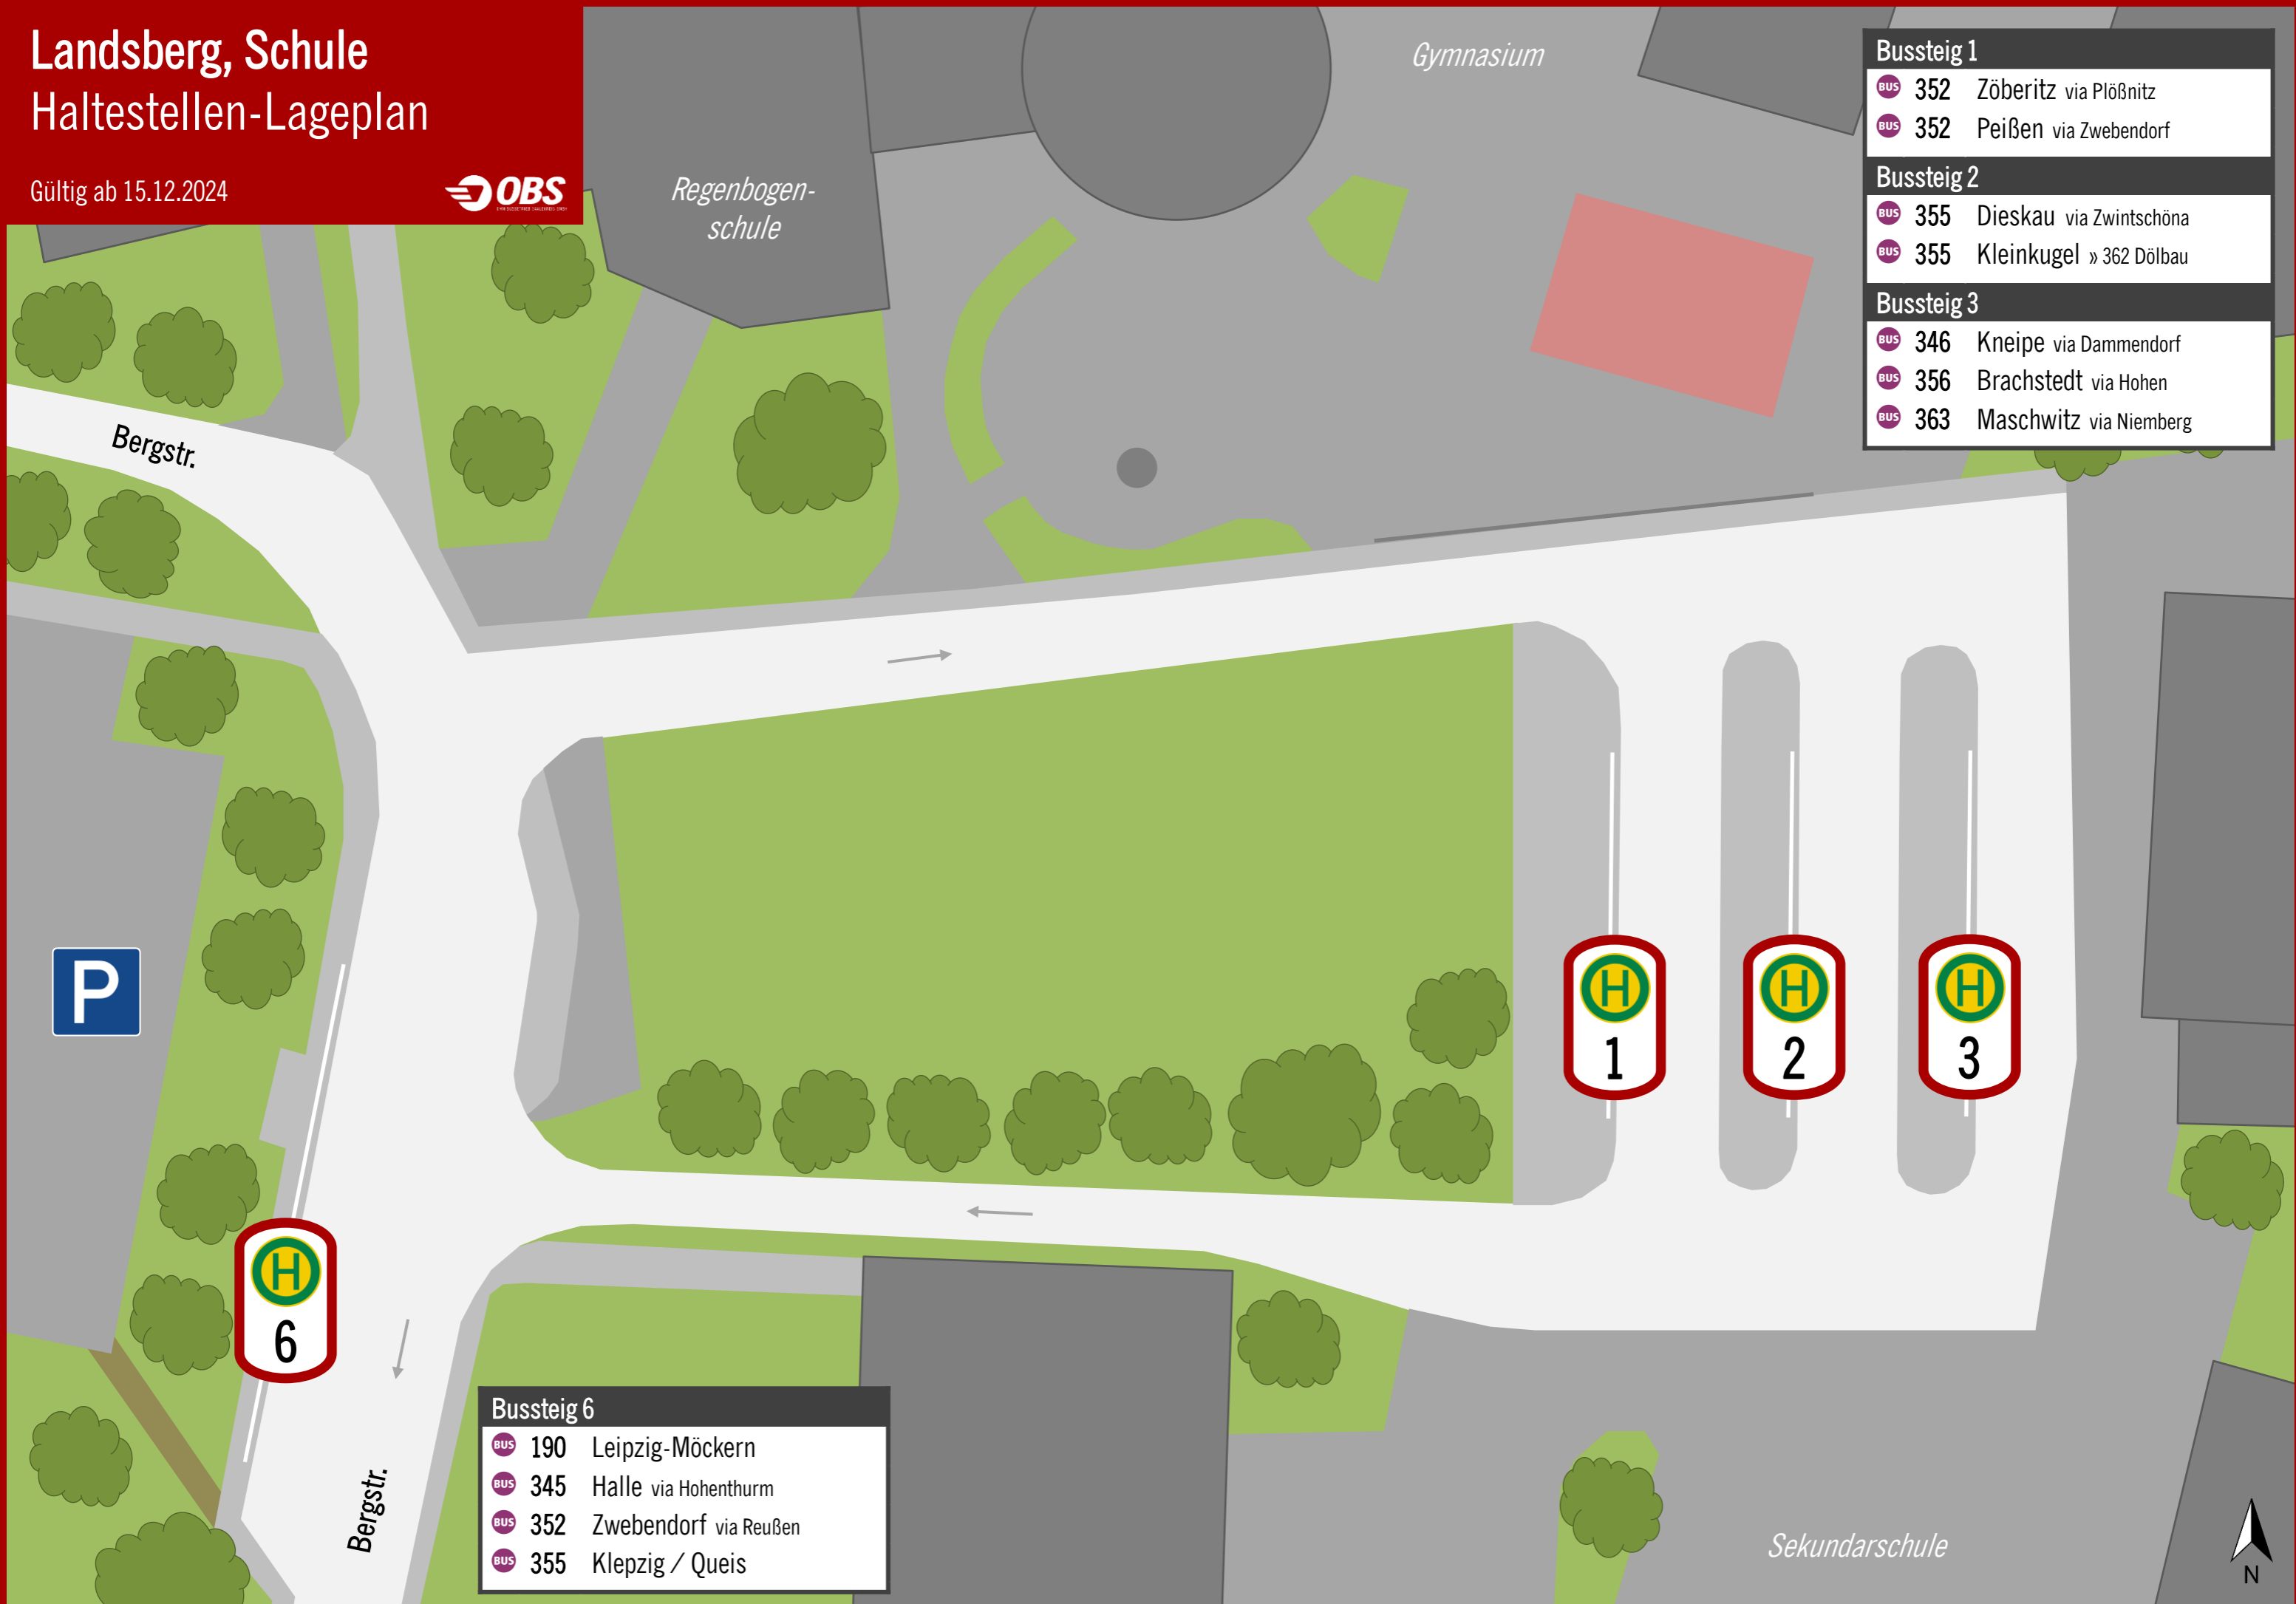 Landsberg, Schule
Haltestellen-Lageplan
Gültig ab 15.12.2024
OBS
Gymnasium
Regenbogen-
schule
Bussteig 1
BUS 352 Zöberitz via Plößnitz
BUS 352 Peißen via Zwebendorf
Bussteig 2
BUS 355 Dieskau via Zwintschöna
BUS 355 Kleinkugel » 362 Dölbau
Bussteig 3
BUS 346 Kneipe via Dammendorf
BUS 356 Brachstedt via Hohen
BUS 363 Maschwitz via Niemberg
Bergstr.
P
H
1
H
2
H
3
H
6
Bussteig 6
BUS 190 Leipzig-Möckern
BUS 345 Halle via Hohenthurm
BUS 352 Zwebendorf via Reußen
BUS 355 Klepzig / Queis
Bergstr.
Sekundarschule
N